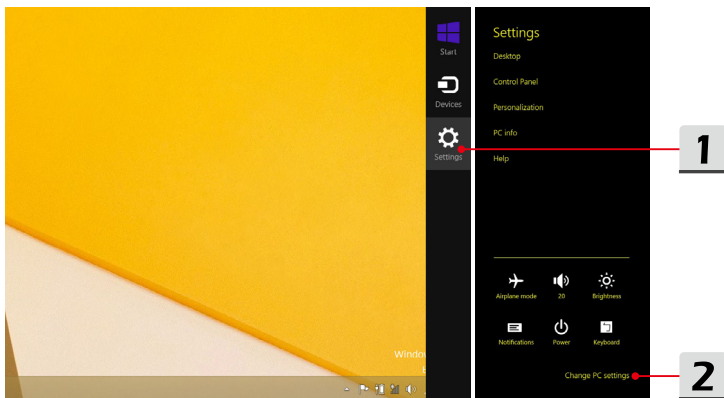 Start
Devices
Settings
Windo
Settings
Desktop
Control Panel
Personalization
PC info
Help
Airplane mode
20
Brightness
Notifications
Power
Keyboard
Change PC settings
1
2